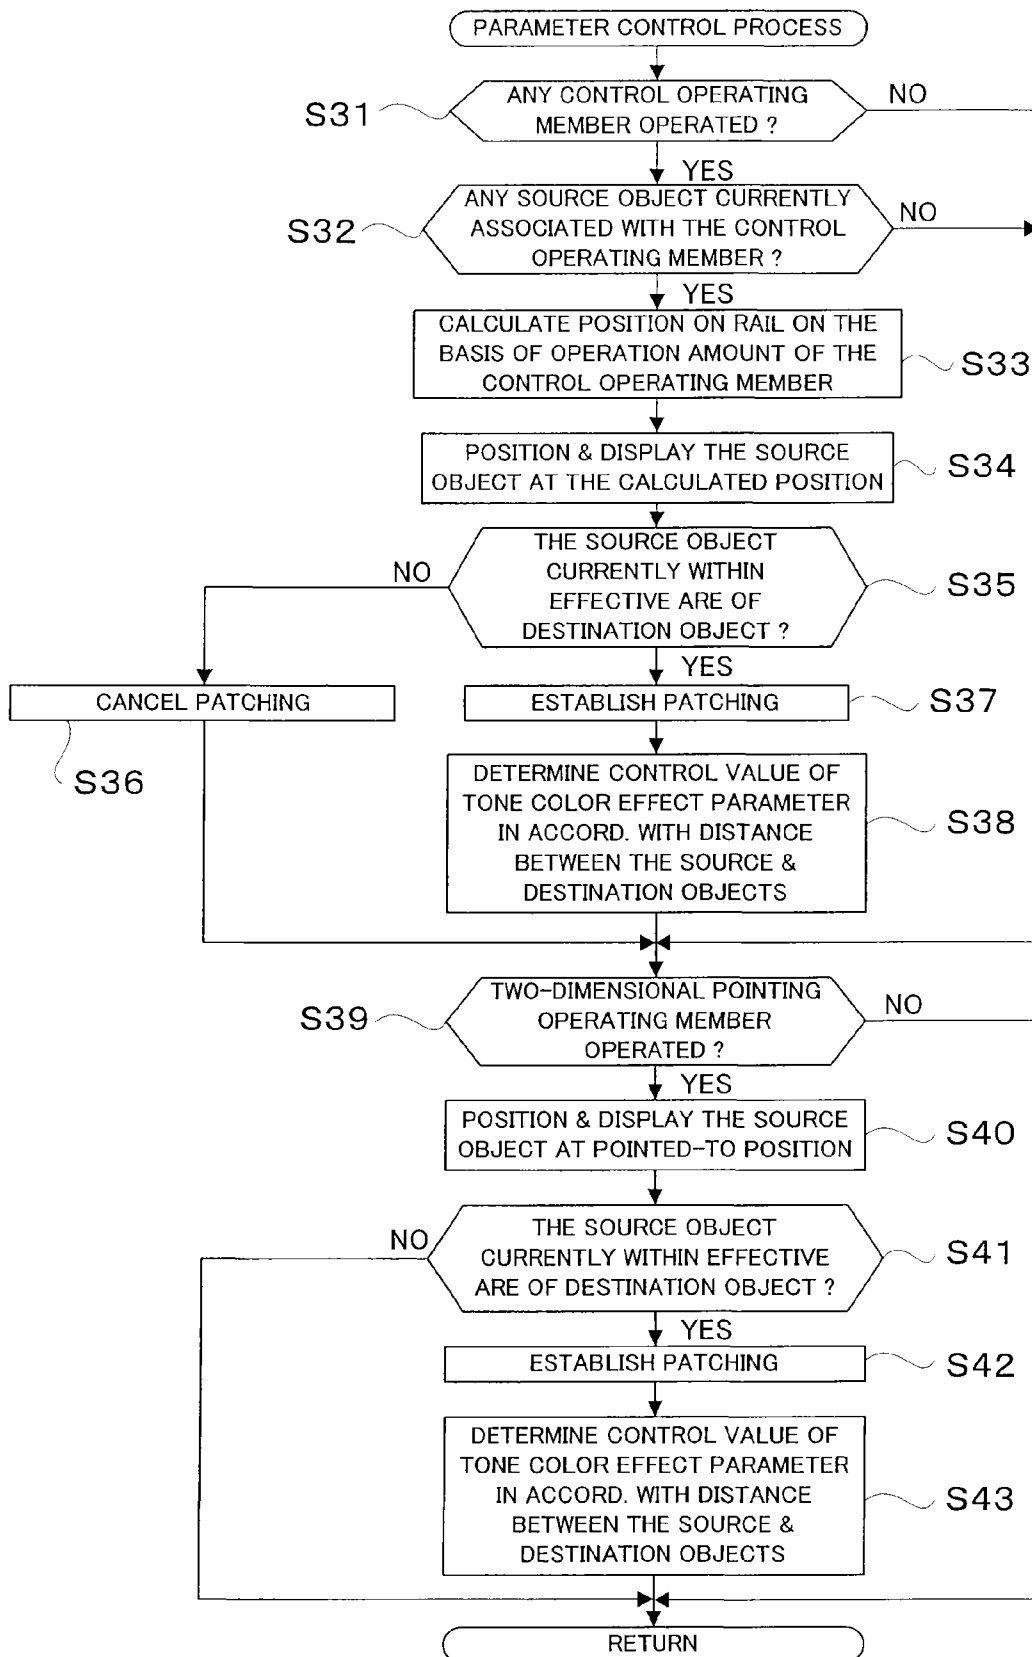 PARAMETER CONTROL PROCESS
S31
ANY CONTROL OPERATING
MEMBER OPERATED ?
NO
YES
S32
ANY SOURCE OBJECT CURRENTLY
ASSOCIATED WITH THE CONTROL
OPERATING MEMBER ?
NO
YES
CALCULATE POSITION ON RAIL ON THE
BASIS OF OPERATION AMOUNT OF THE
CONTROL OPERATING MEMBER
S33
POSITION & DISPLAY THE SOURCE
OBJECT AT THE CALCULATED POSITION
S34
NO
THE SOURCE OBJECT
CURRENTLY WITHIN
EFFECTIVE ARE OF
DESTINATION OBJECT ?
S35
YES
CANCEL PATCHING
S36
ESTABLISH PATCHING
S37
DETERMINE CONTROL VALUE OF
TONE COLOR EFFECT PARAMETER
IN ACCORD. WITH DISTANCE
BETWEEN THE SOURCE &
DESTINATION OBJECTS
S38
S39
TWO-DIMENSIONAL POINTING
OPERATING MEMBER
OPERATED ?
NO
YES
POSITION & DISPLAY THE SOURCE
OBJECT AT POINTED-TO POSITION
S40
NO
THE SOURCE OBJECT
CURRENTLY WITHIN EFFECTIVE
ARE OF DESTINATION OBJECT ?
S41
YES
ESTABLISH PATCHING
S42
DETERMINE CONTROL VALUE OF
TONE COLOR EFFECT PARAMETER
IN ACCORD. WITH DISTANCE
BETWEEN THE SOURCE &
DESTINATION OBJECTS
S43
RETURN